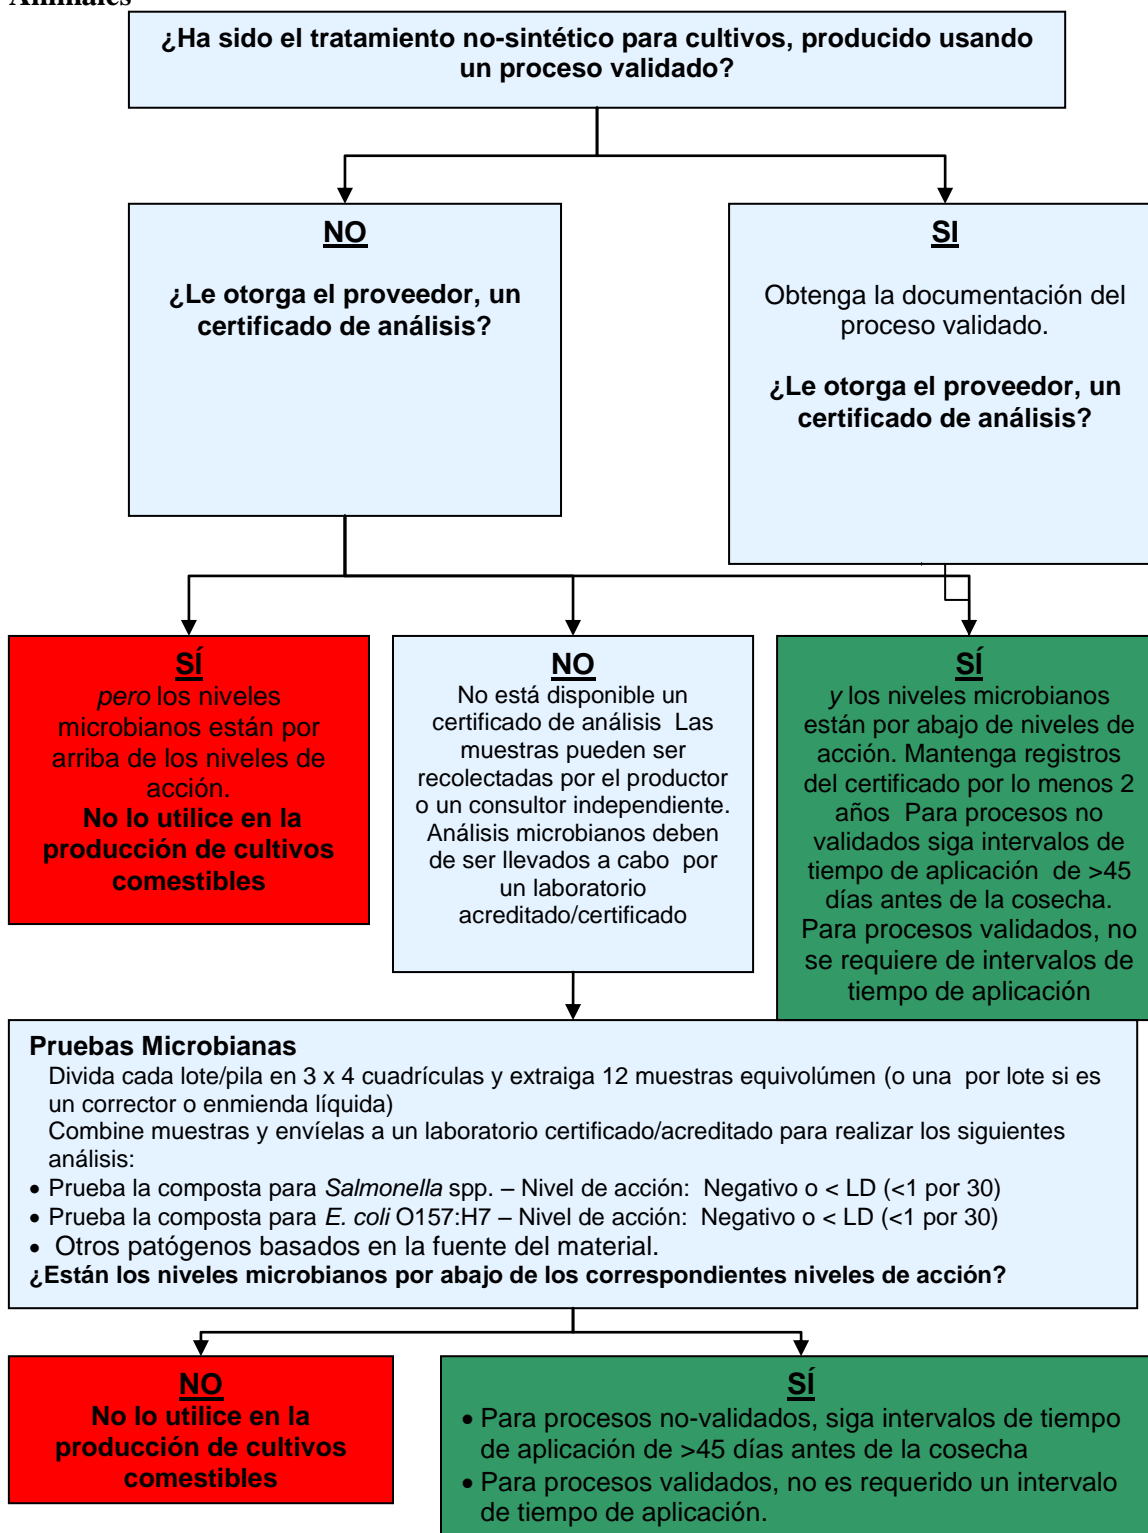 Animales
¿Ha sido el tratamiento no-sintético para cultivos, producido usando
un proceso validado?
NO
¿Le otorga el proveedor, un
certificado de análisis?
SI
Obtenga la documentación del
proceso validado.
¿Le otorga el proveedor, un
certificado de análisis?
SÍ
pero los niveles
microbianos están por
arriba de los niveles de
acción.
No lo utilice en la
producción de cultivos
comestibles
NO
No está disponible un
certificado de análisis Las
muestras pueden ser
recolectadas por el productor
o un consultor independiente.
Análisis microbianos deben
de ser llevados a cabo por
un laboratorio
acreditado/certificado
SÍ
y los niveles microbianos
están por abajo de niveles de
acción. Mantenga registros
del certificado por lo menos 2
años Para procesos no
validados siga intervalos de
tiempo de aplicación de >45
días antes de la cosecha.
Para procesos validados, no
se requiere de intervalos de
tiempo de aplicación
Pruebas Microbianas
Divida cada lote/pila en 3 x 4 cuadrículas y extraiga 12 muestras equivolúmen (o una por lote si es
un corrector o enmienda líquida)
Combine muestras y envíelas a un laboratorio certificado/acreditado para realizar los siguientes
análisis:
• Prueba la composta para Salmonella spp. – Nivel de acción: Negativo o < LD (<1 por 30)
• Prueba la composta para E. coli O157:H7 – Nivel de acción: Negativo o < LD (<1 por 30)
• Otros patógenos basados en la fuente del material.
¿Están los niveles microbianos por abajo de los correspondientes niveles de acción?
NO
No lo utilice en la
producción de cultivos
comestibles
SÍ
• Para procesos no-validados, siga intervalos de tiempo
de aplicación de >45 días antes de la cosecha
• Para procesos validados, no es requerido un intervalo
de tiempo de aplicación.